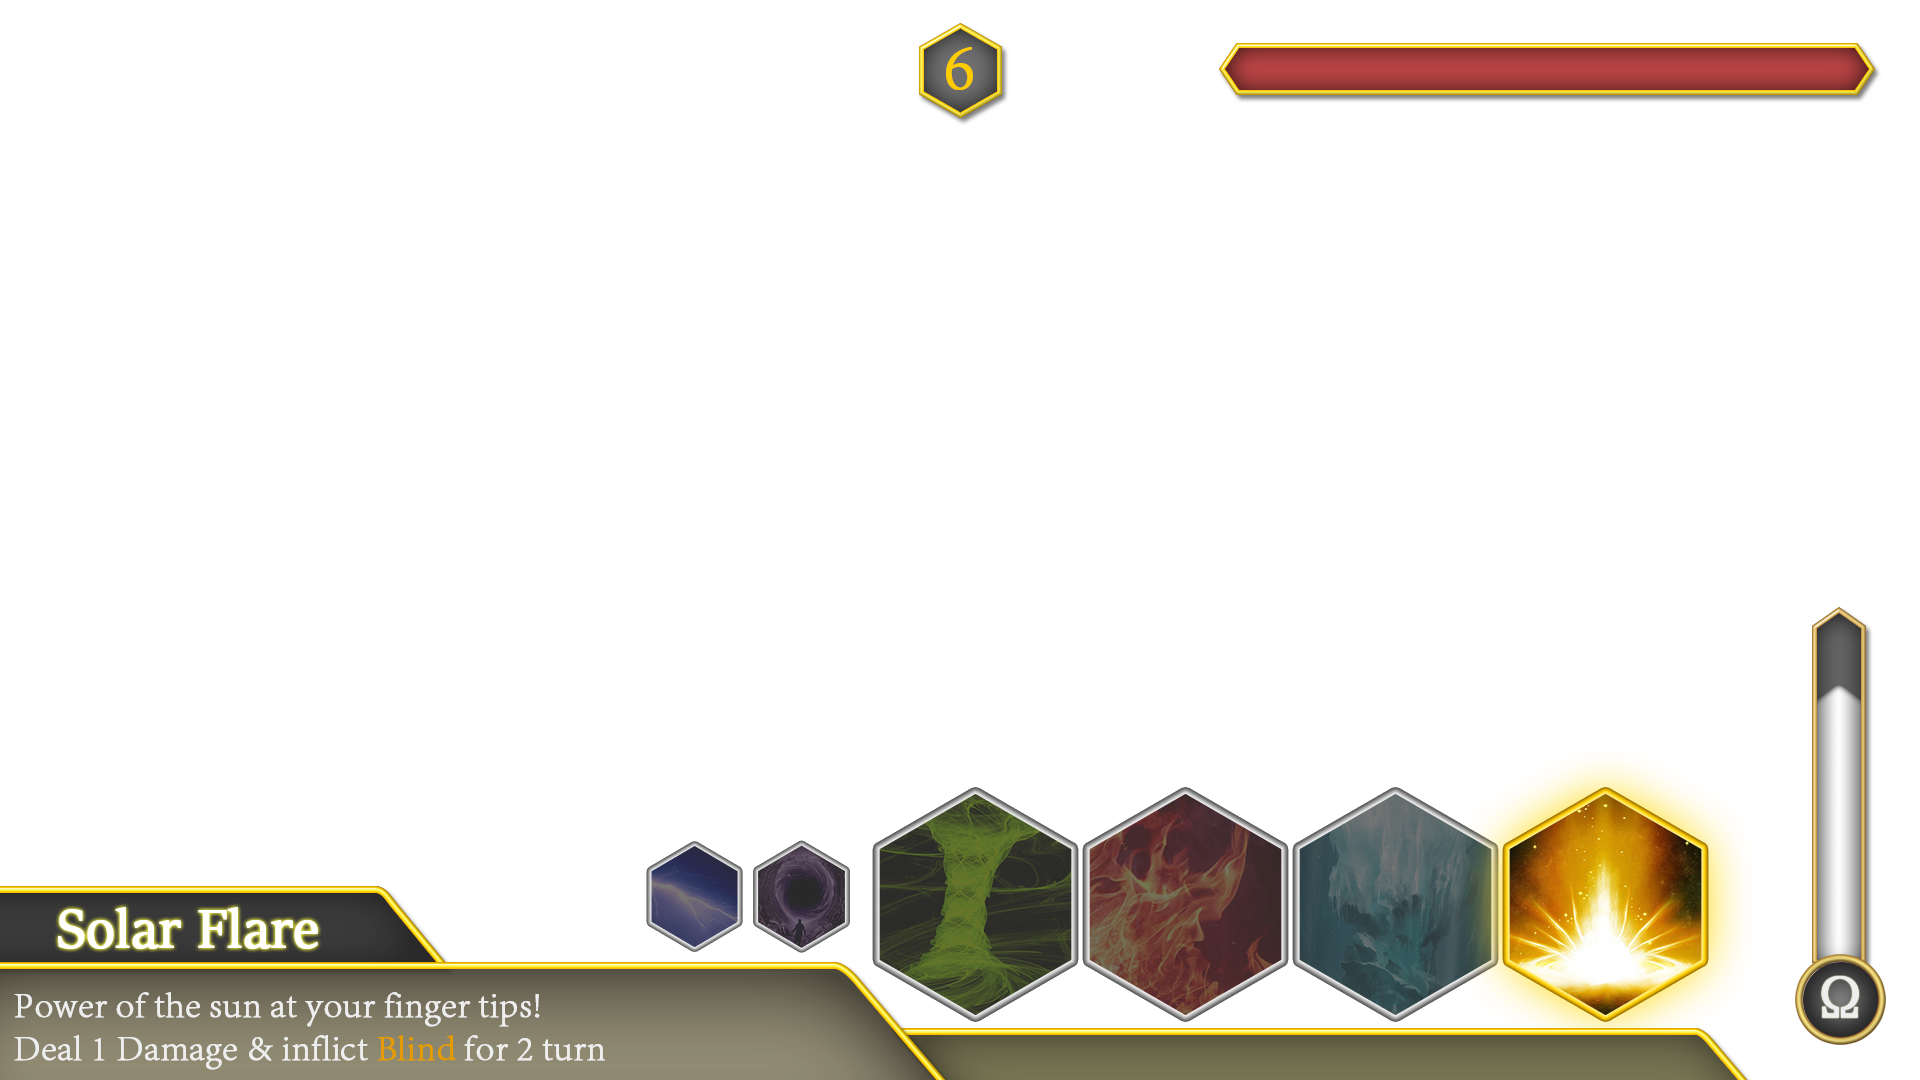 6
Ω
Solar Flare
Power of the sun at your finger tips!
Deal 1 Damage & inflict Blind for 2 turn